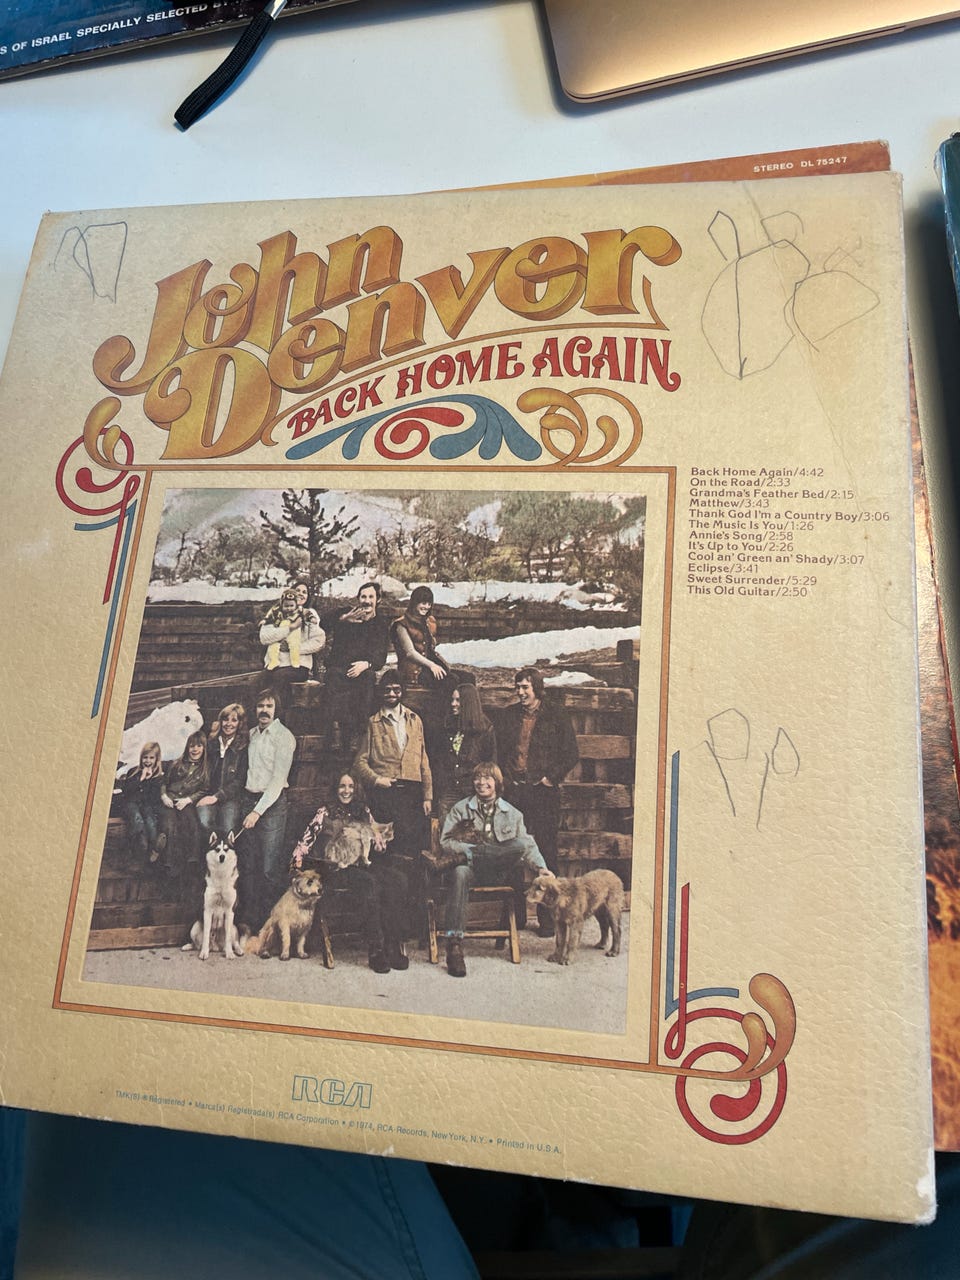 S OF ISRAEL SPECIALLY SELECTED
STEREO DL 75247
John
Denver
BACK HOME AGAIN
Back Home Again/4:42
On the Road/2:33
Grandma's Feather Bed/2:15
Matthew/3:43
Thank God I'm a Country Boy/3:06
The Music Is You/1:26
Annie's Song/2:58
It's Up to You/2:26
Cool an' Green an' Shady/3:07
Eclipse/3:41
Sweet Surrender/5:29
This Old Guitar/2:50
RCA
TMK(S) ® Registered • Marca(s) Registrada(s) RCA Corporation • © 1974, RCA Records, New York, N.Y. • Printed in U.S.A.